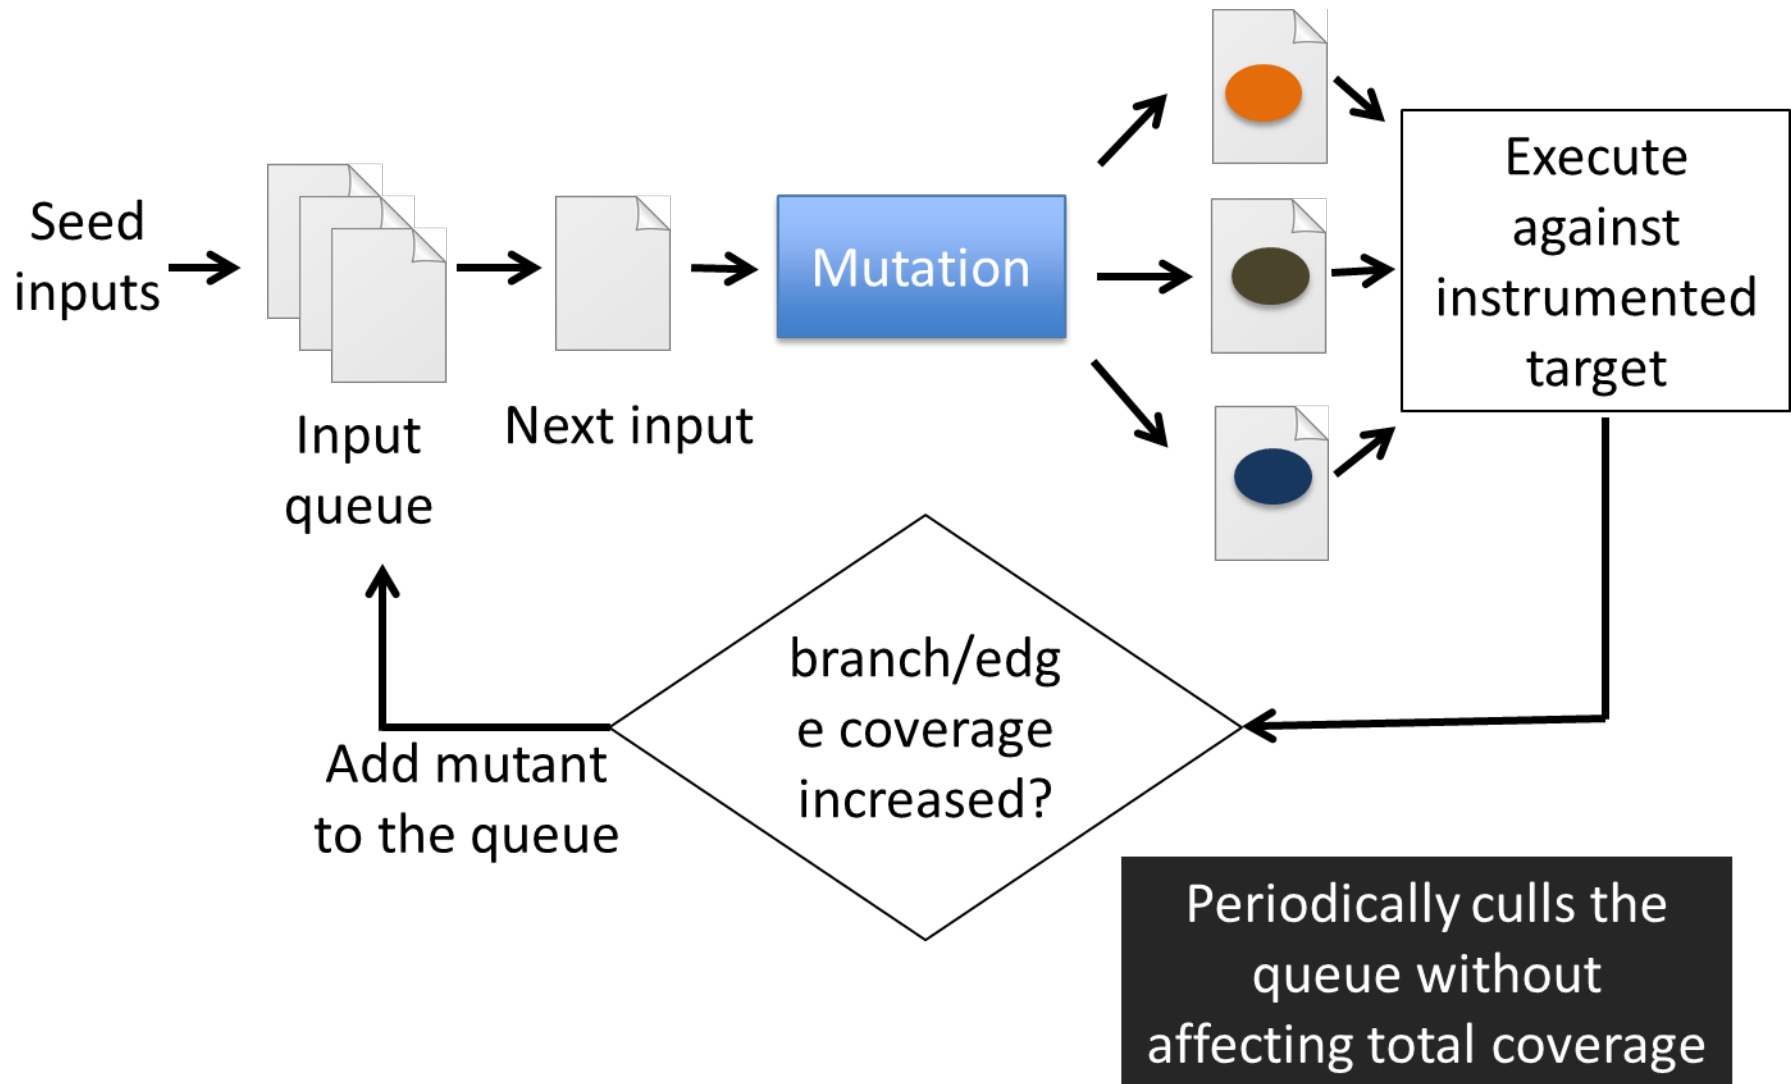 Seed
inputs
Input
queue
Next input
Mutation
Execute
against
instrumented
target
branch/edg
e coverage
increased?
Add mutant
to the queue
Periodically culls the
queue without
affecting total coverage